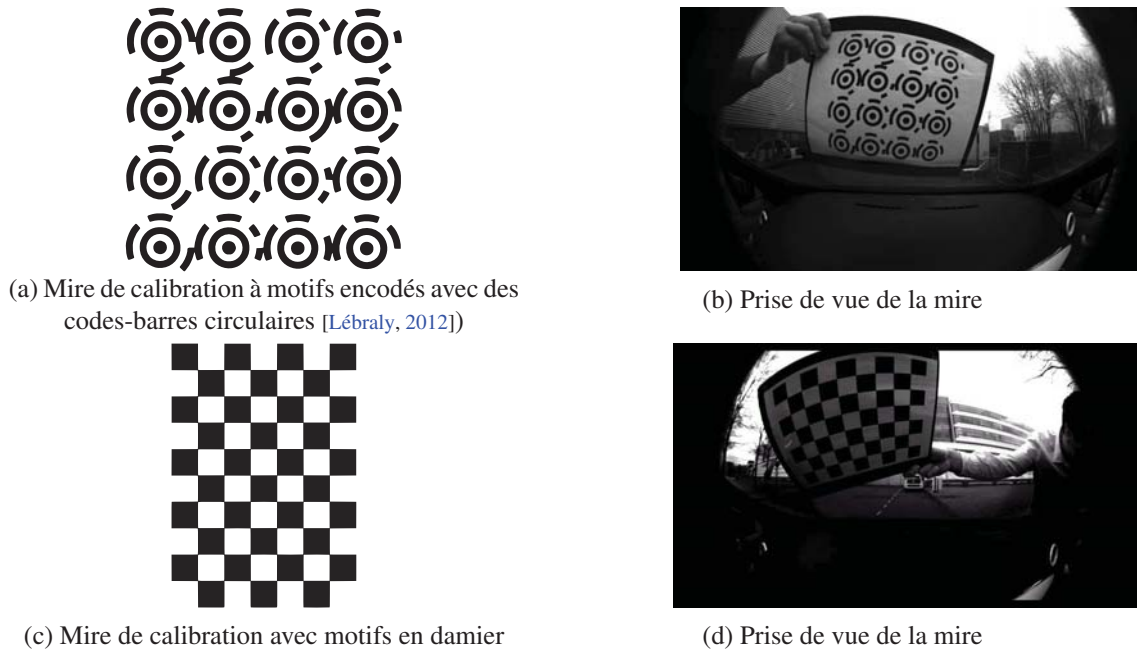 (a) Mire de calibration à motifs encodés avec des
codes-barres circulaires [Lébraly, 2012])
(b) Prise de vue de la mire
(c) Mire de calibration avec motifs en damier
(d) Prise de vue de la mire